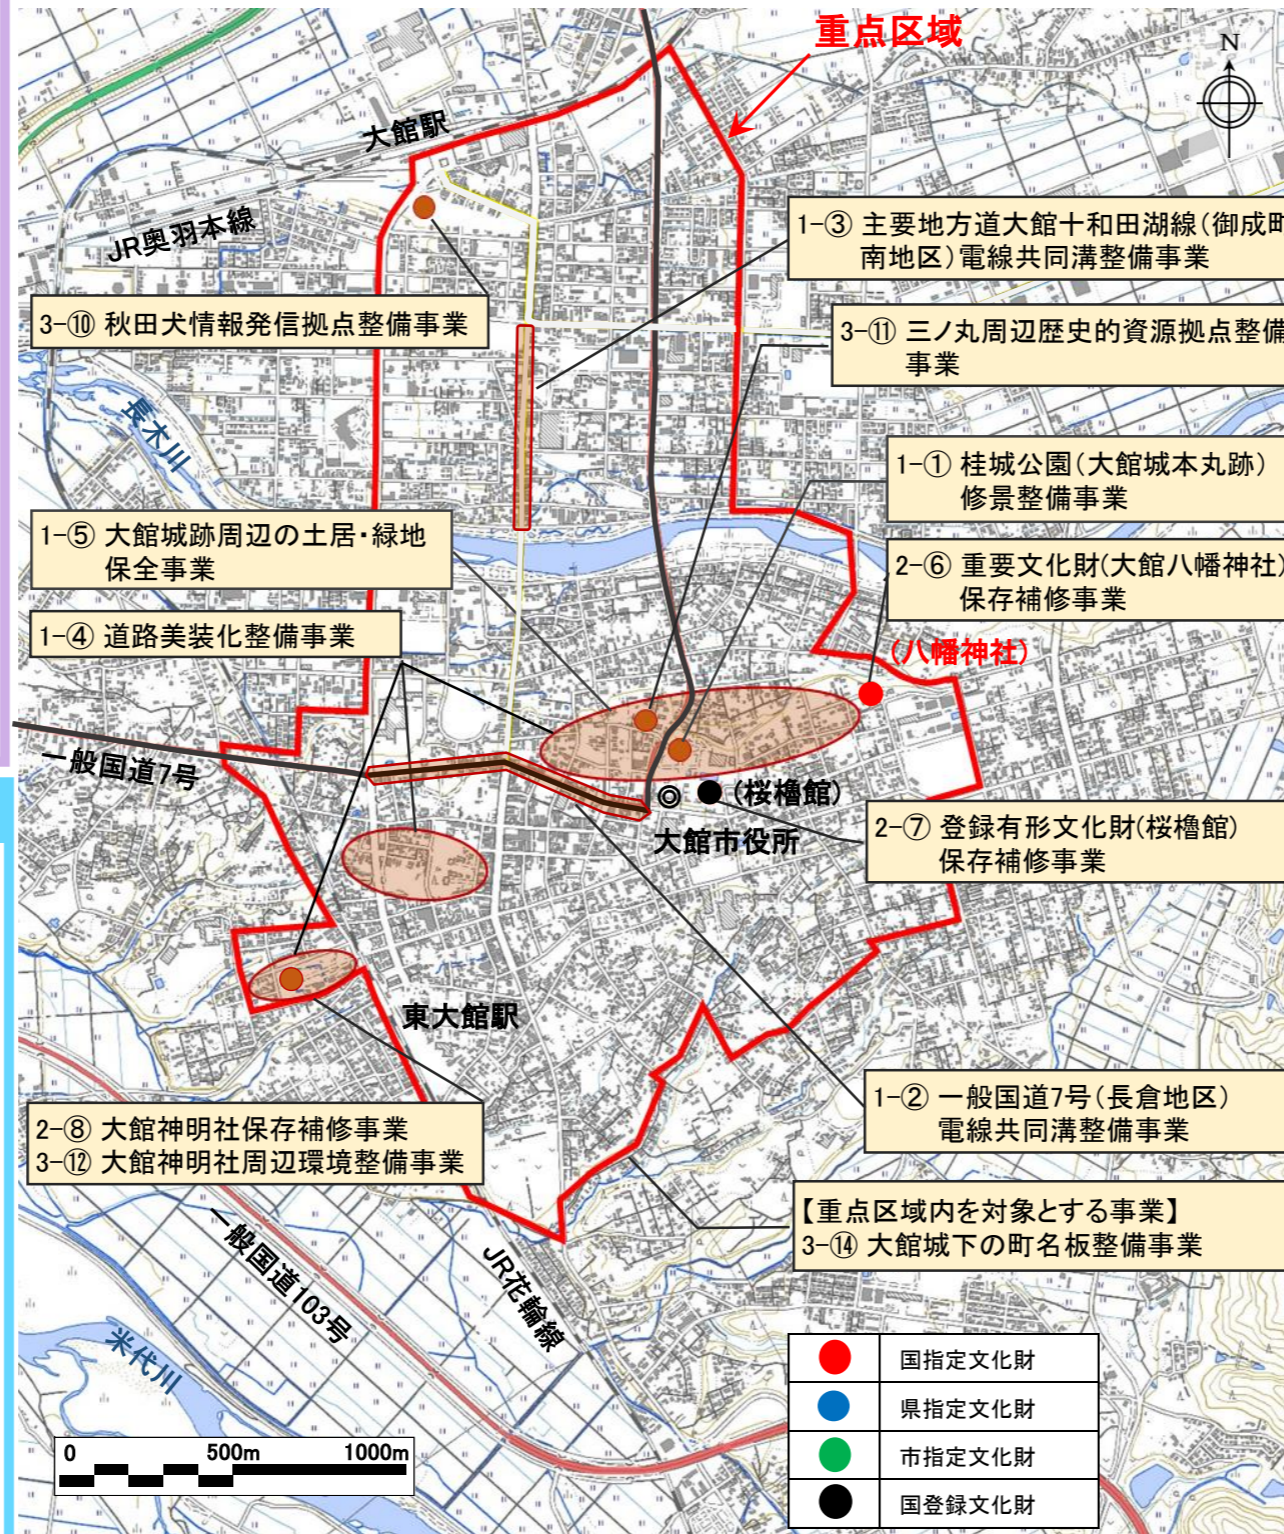 重点区域
N
大館駅
JR奥羽本線
1-③ 主要地方道大館十和田湖線(御成町
南地区)電線共同溝整備事業
3-⑩ 秋田犬情報発信拠点整備事業
3-⑪ 三ノ丸周辺歴史的資源拠点整備
事業
長木川
1-① 桂城公園(大館城本丸跡)
修景整備事業
1-⑤ 大館城跡周辺の土居・緑地
保全事業
2-⑥ 重要文化財(大館八幡神社)
保存補修事業
1-④ 道路美装化整備事業
(八幡神社)
一般国道7号
(桜櫓館)
大館市役所
2-⑦ 登録有形文化財(桜櫓館)
保存補修事業
東大館駅
1-② 一般国道7号(長倉地区)
電線共同溝整備事業
2-⑧ 大館神明社保存補修事業
3-⑫ 大館神明社周辺環境整備事業
【重点区域内を対象とする事業】
3-⑭ 大館城下の町名板整備事業
一般国道103号
JR花輪線
米代川
国指定文化財
県指定文化財
市指定文化財
国登録文化財
0 500m 1000m